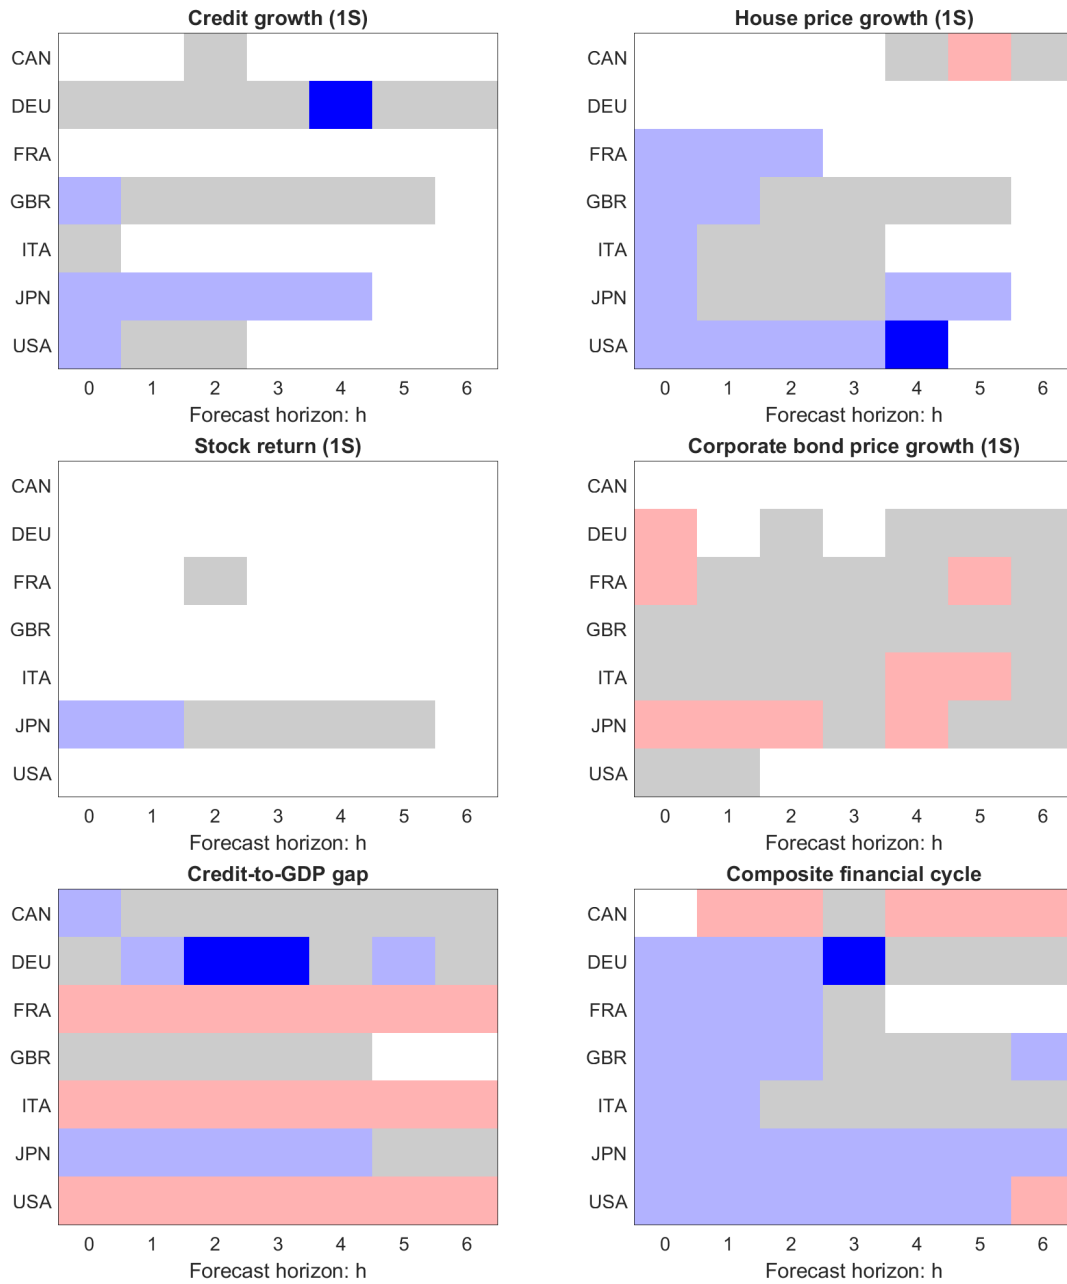 Credit growth (1S)
CAN
DEU
FRA
GBR
ITA
JPN
USA
0 1 2 3 4 5 6
Forecast horizon: h
House price growth (1S)
CAN
DEU
FRA
GBR
ITA
JPN
USA
0 1 2 3 4 5 6
Forecast horizon: h
Stock return (1S)
CAN
DEU
FRA
GBR
ITA
JPN
USA
0 1 2 3 4 5 6
Forecast horizon: h
Corporate bond price growth (1S)
CAN
DEU
FRA
GBR
ITA
JPN
USA
0 1 2 3 4 5 6
Forecast horizon: h
Credit-to-GDP gap
CAN
DEU
FRA
GBR
ITA
JPN
USA
0 1 2 3 4 5 6
Forecast horizon: h
Composite financial cycle
CAN
DEU
FRA
GBR
ITA
JPN
USA
0 1 2 3 4 5 6
Forecast horizon: h